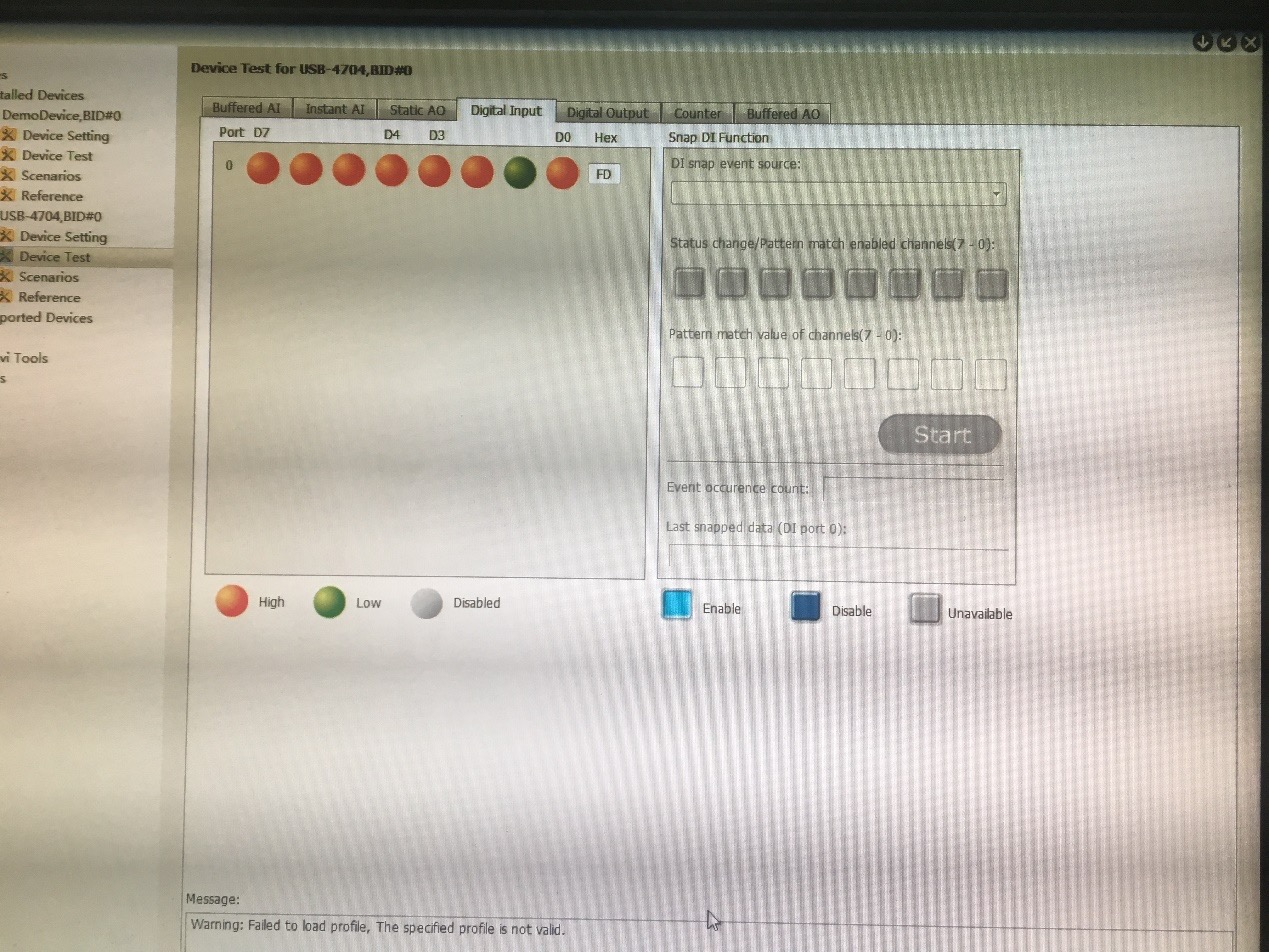 s
talled Devices
DemoDevice,BID#0
Device Setting
Device Test
Scenarios
Reference
USB-4704,BID#0
Device Setting
Device Test
Scenarios
Reference
ported Devices
vi Tools
s
Device Test for USB-4704,BID#0
Buffered AI Instant AI Static AO Digital Input Digital Output Counter Buffered AO
Port D7 D4 D3 D0 Hex
0 FD
High Low Disabled
Snap DI Function
DI snap event source:
Status change/Pattern match enabled channels(7 - 0):
Pattern match value of channels(7 - 0):
Start
Event occurence count:
Last snapped data (DI port 0):
Enable Disable Unavailable
Message:
Warning: Failed to load profile, The specified profile is not valid.